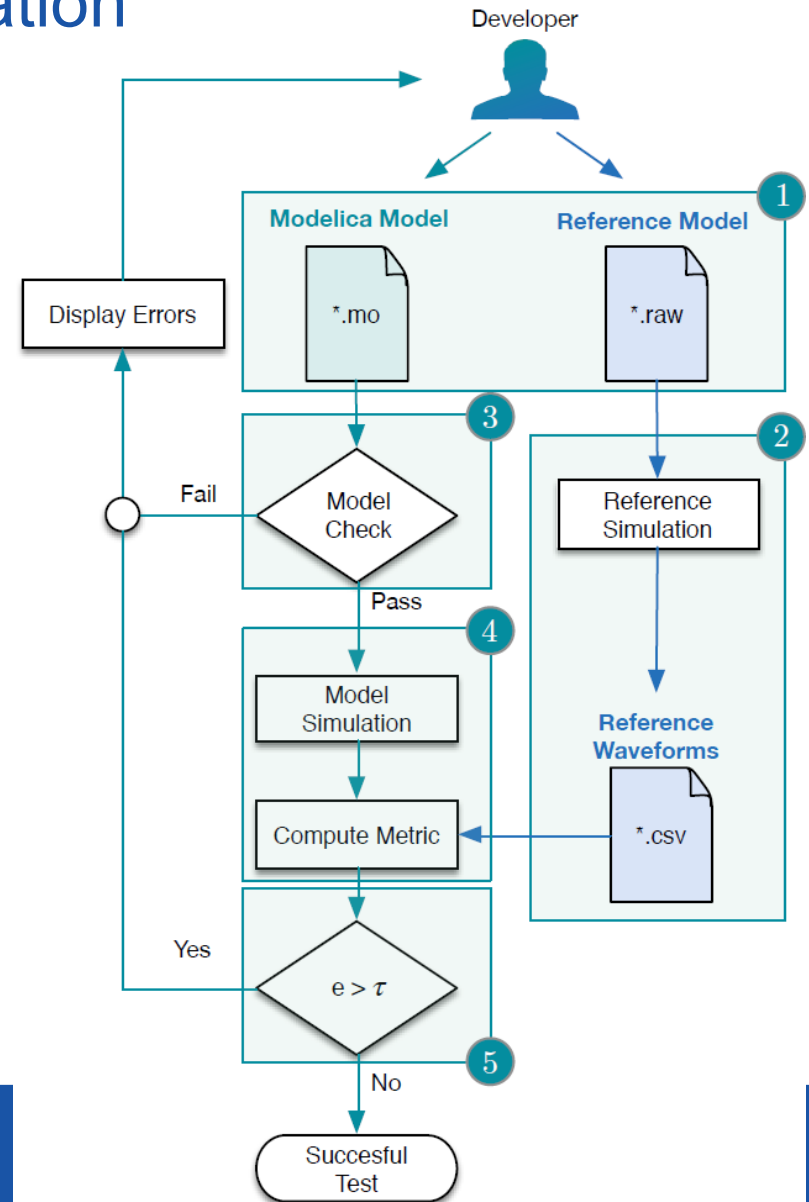 Developer
1
Modelica Model
Reference Model
*.mo
*.raw
Display Errors
3
2
Fail
Model
Check
Reference
Simulation
Pass
4
Model
Simulation
Reference
Waveforms
Compute Metric
*.csv
Yes
e > τ
5
No
Succesful
Test